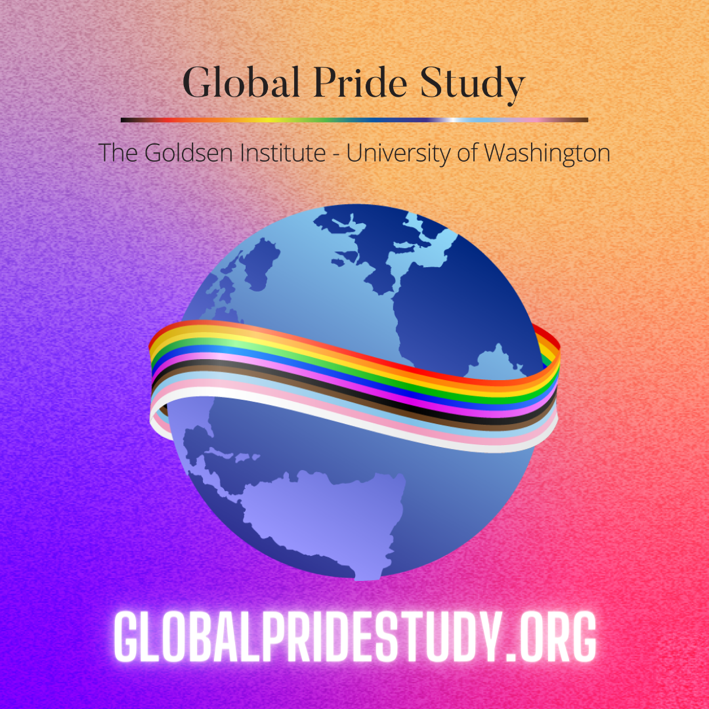 Global Pride Study
The Goldsen Institute - University of Washington
GLOBALPRIDESTUDY.ORG